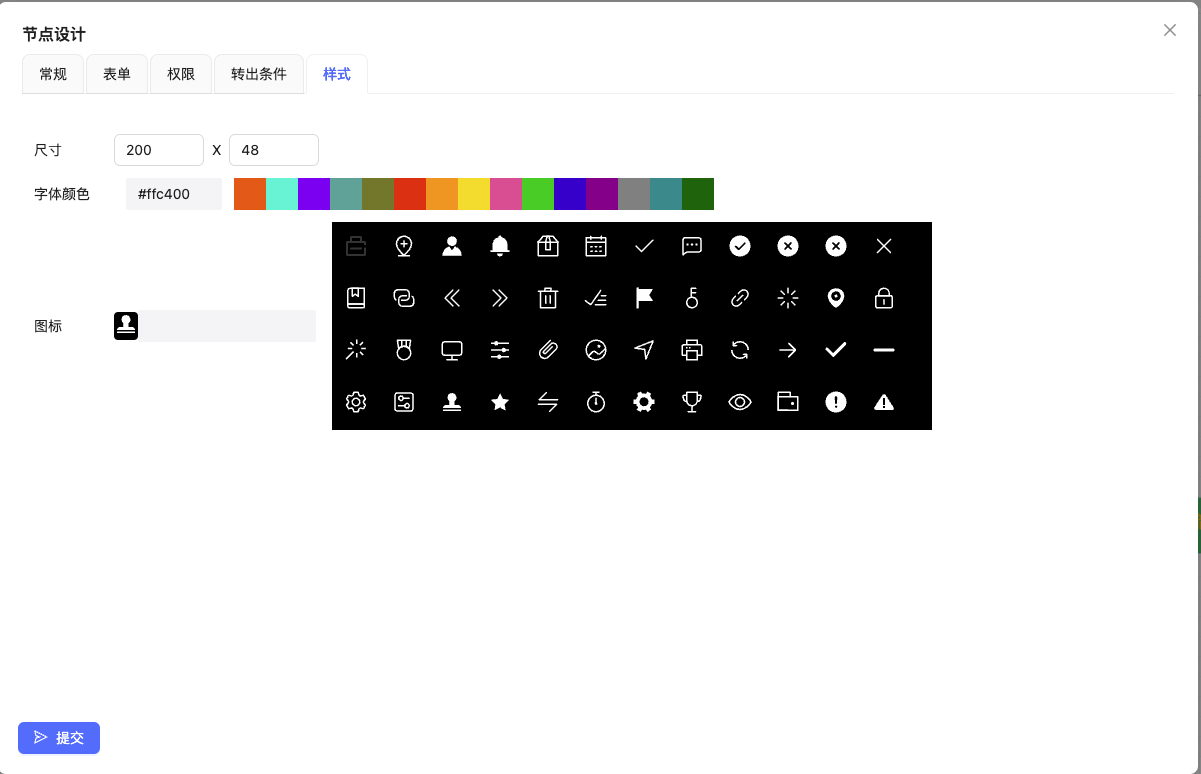 节点设计
常规 表单 权限 转出条件 样式
尺寸 200 X 48
字体颜色 #ffc400
图标
提交